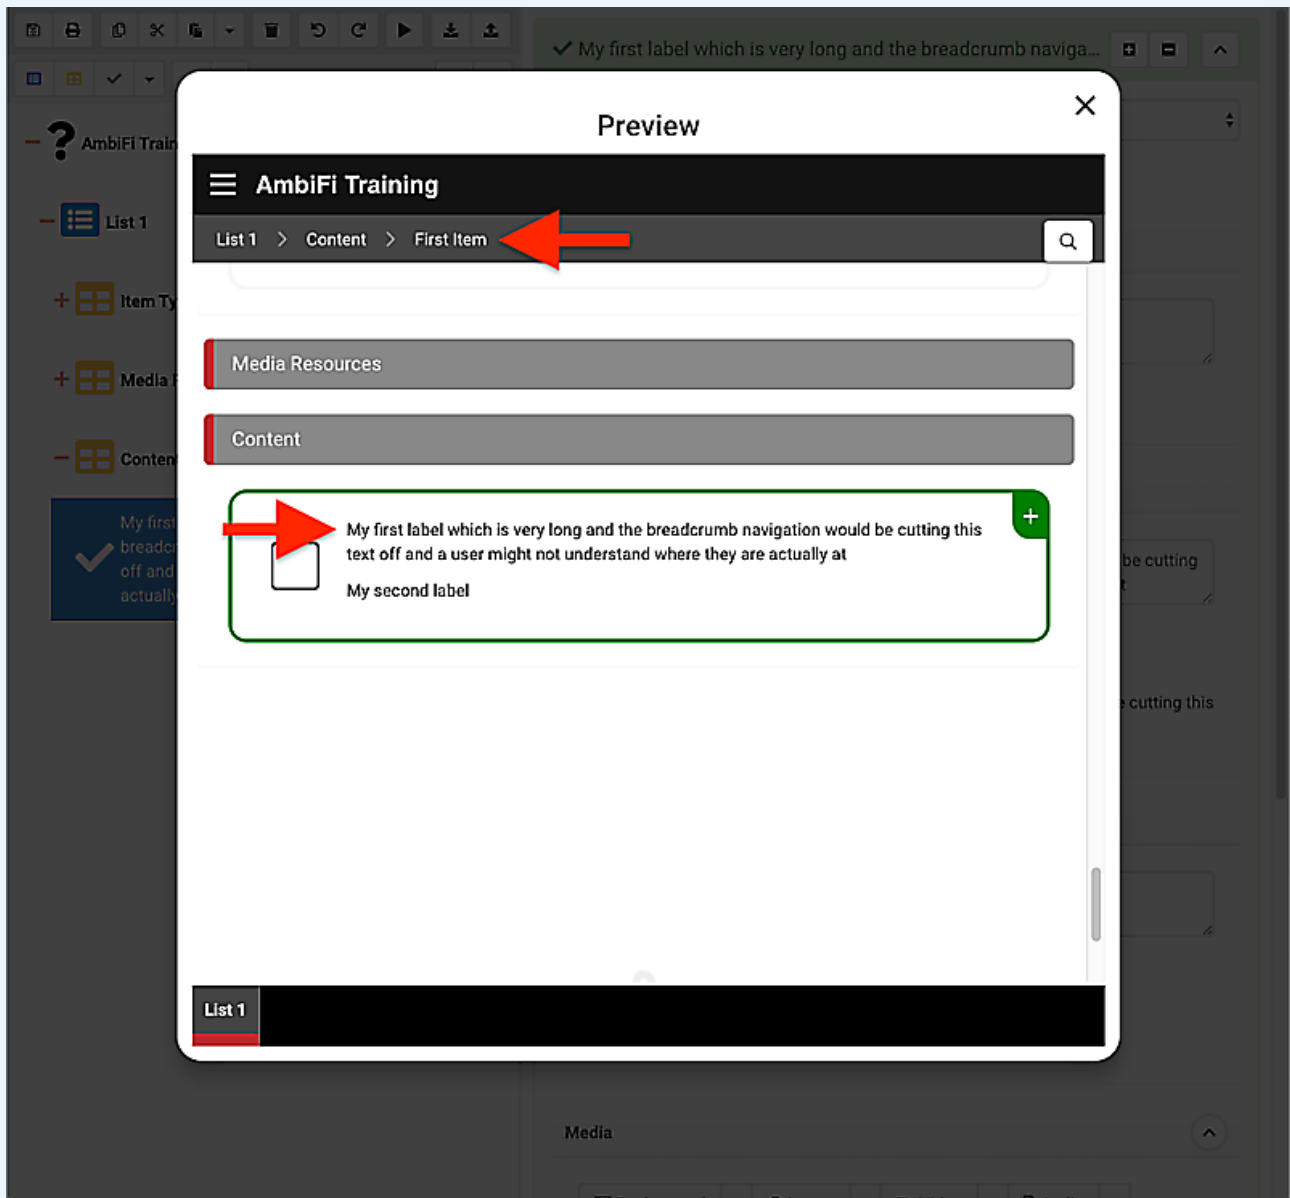 My first label which is very long and the breadcrumb naviga...
Preview
AmbiFi Train
AmbiFi Training
List 1
List 1 > Content > First Item
Item Ty
Media Resources
Media
Content
Conten
My first label which is very long and the breadcrumb navigation would be cutting this
text off and a user might not understand where they are actually at
My second label
My first
breadc
off and
actually
be cutting
t
e cutting this
List 1
Media